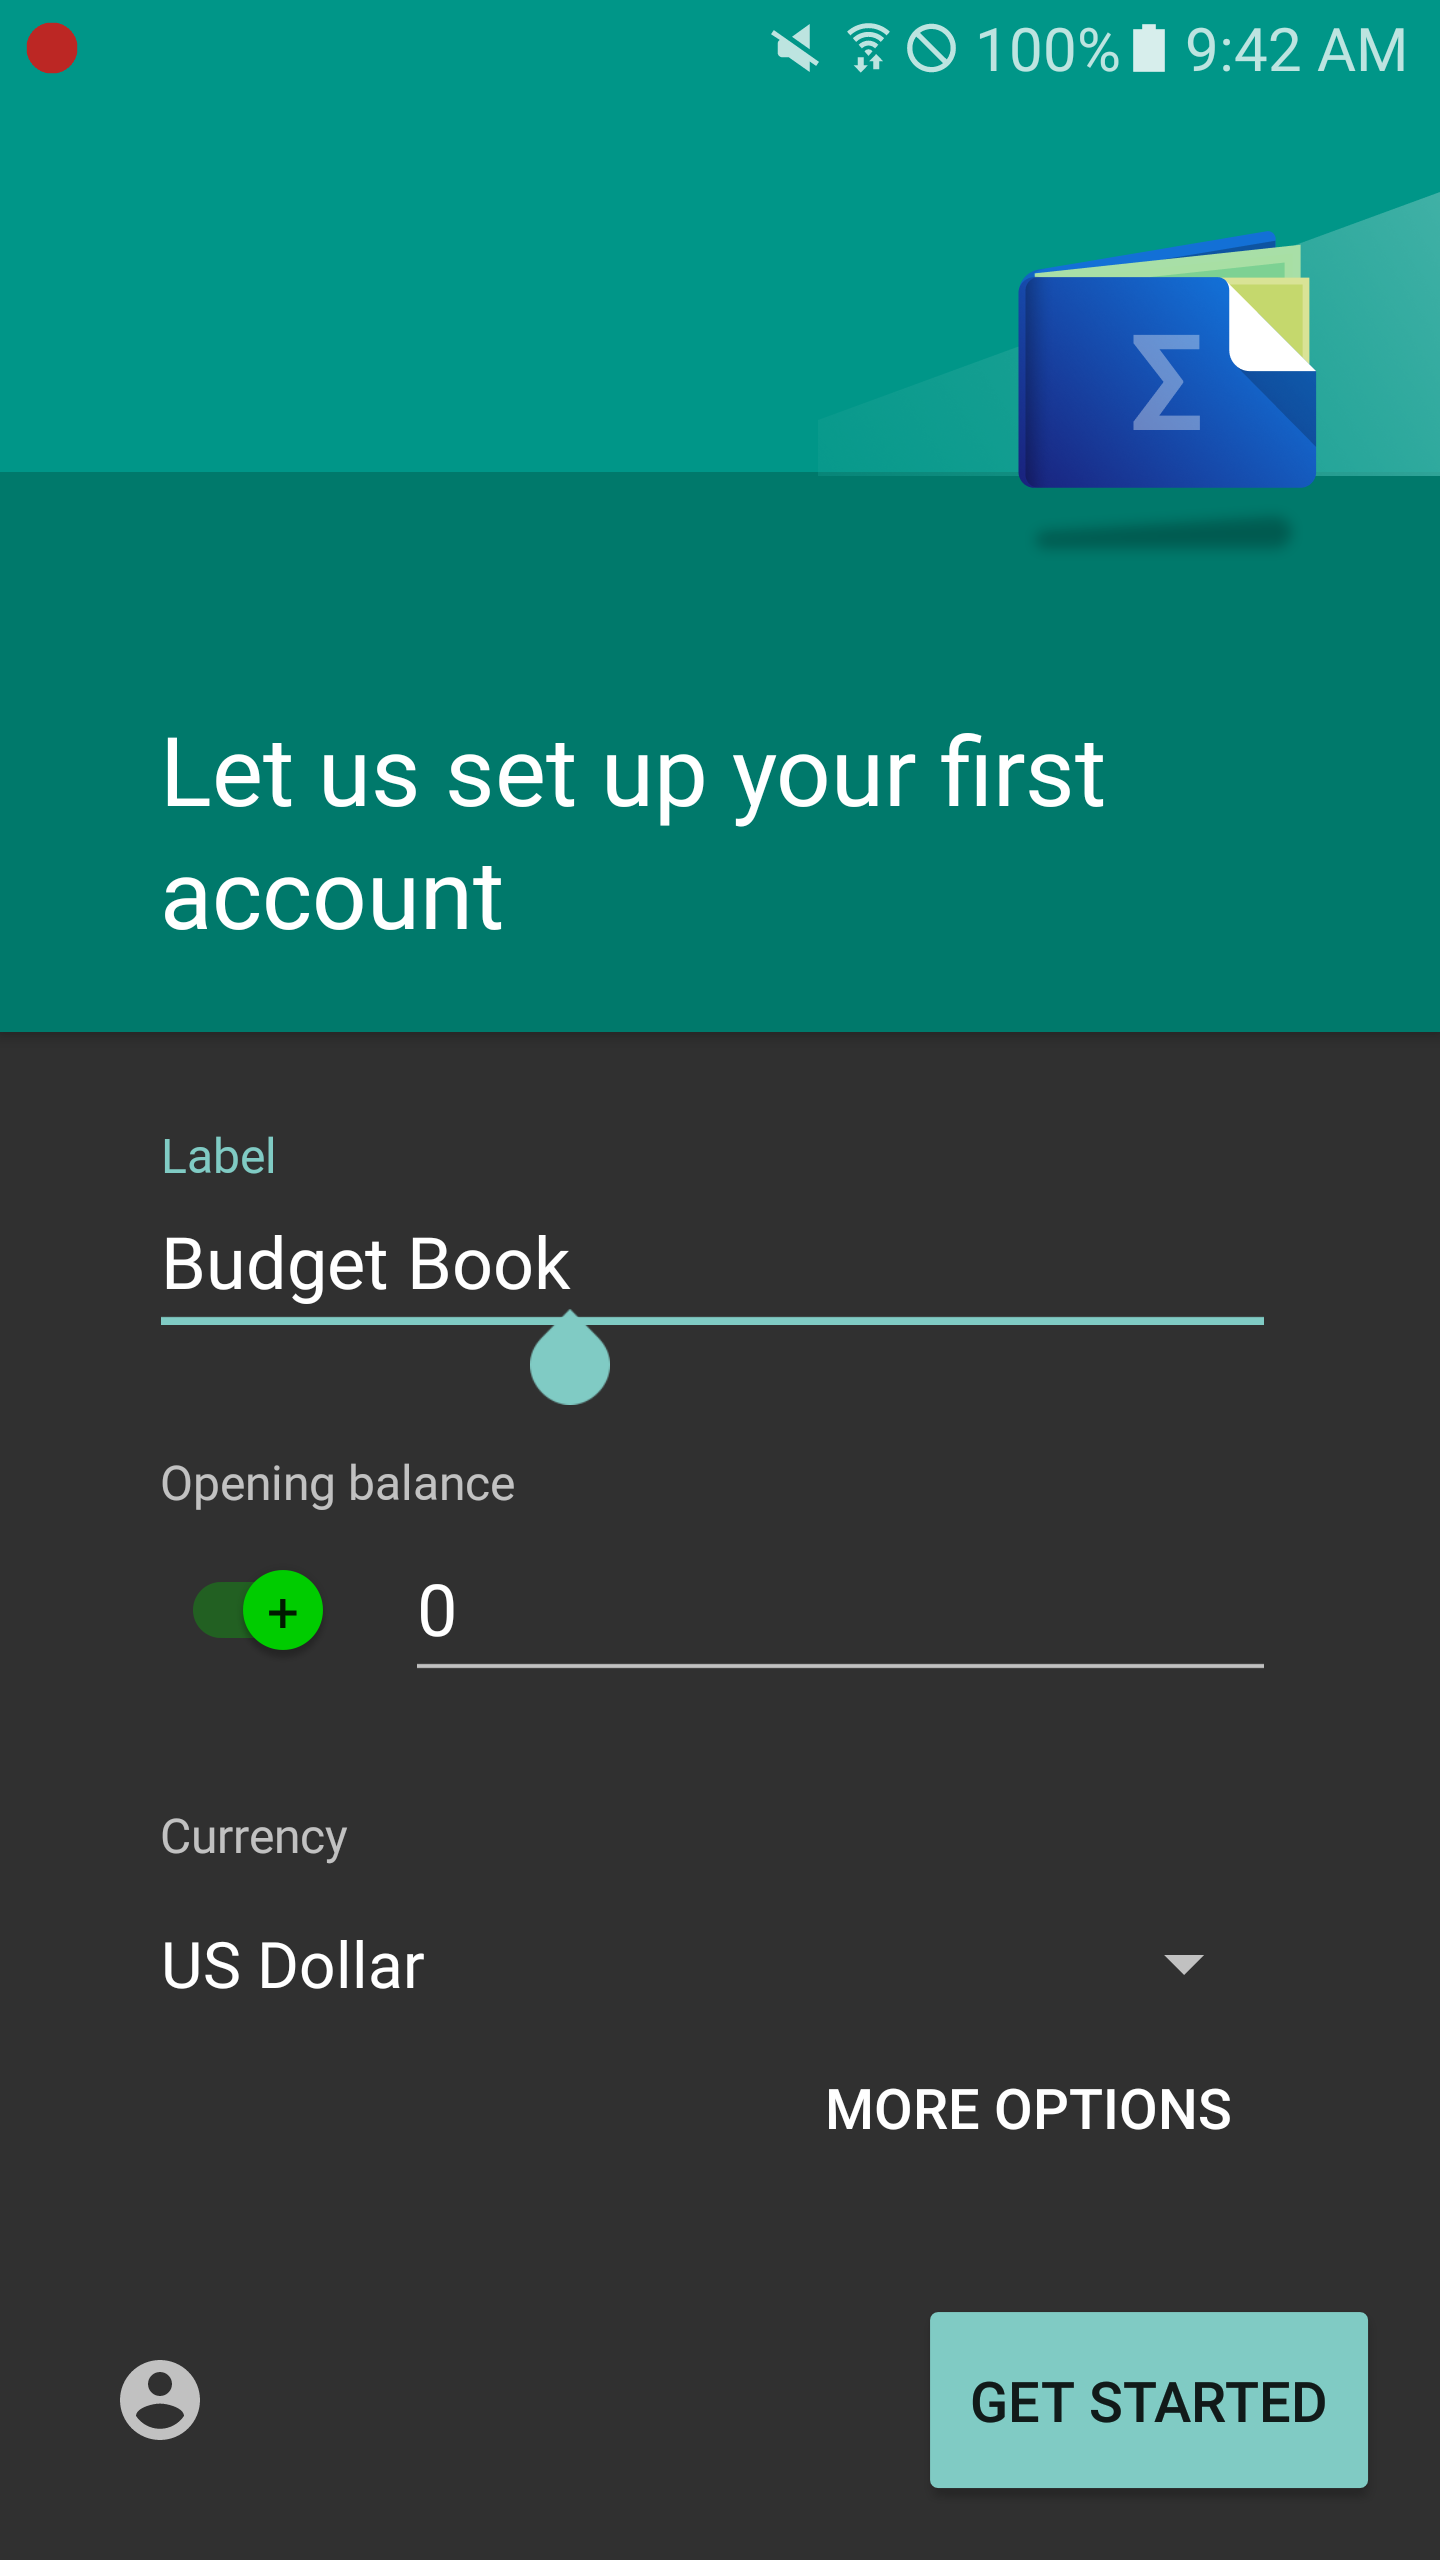 100% 9:42 AM
Σ
Let us set up your first
account
Label
Budget Book
Opening balance
+ 0
Currency
US Dollar
MORE OPTIONS
GET STARTED